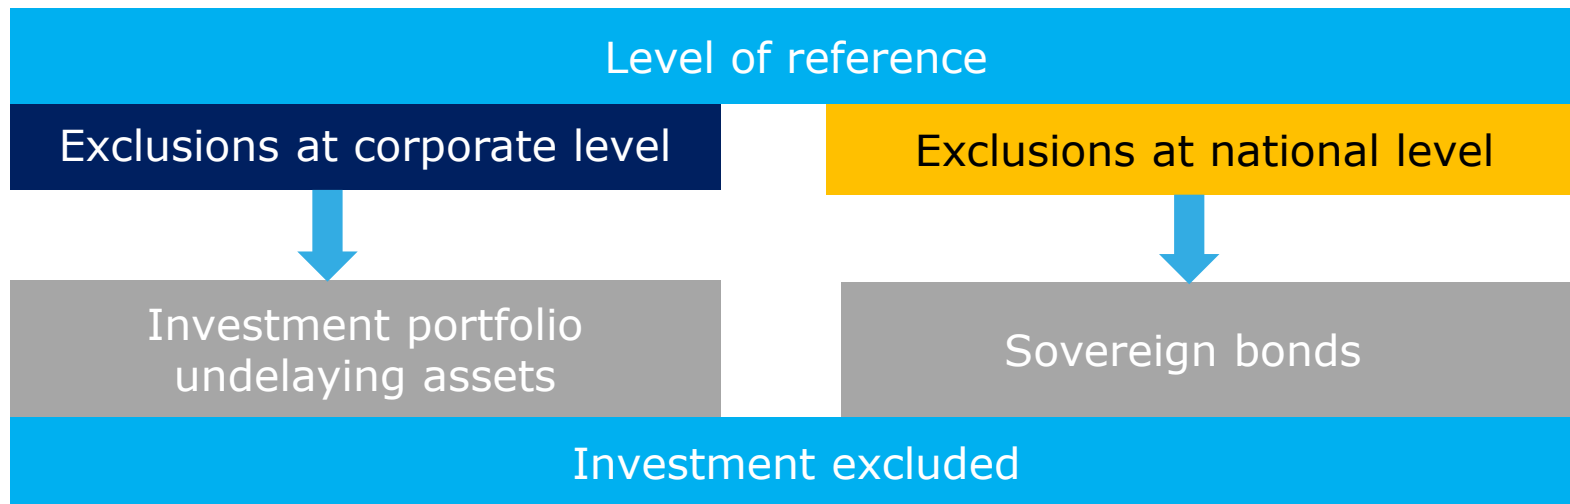 Level of reference
Exclusions at corporate level
Exclusions at national level
Investment portfolio
undelaying assets
Sovereign bonds
Investment excluded